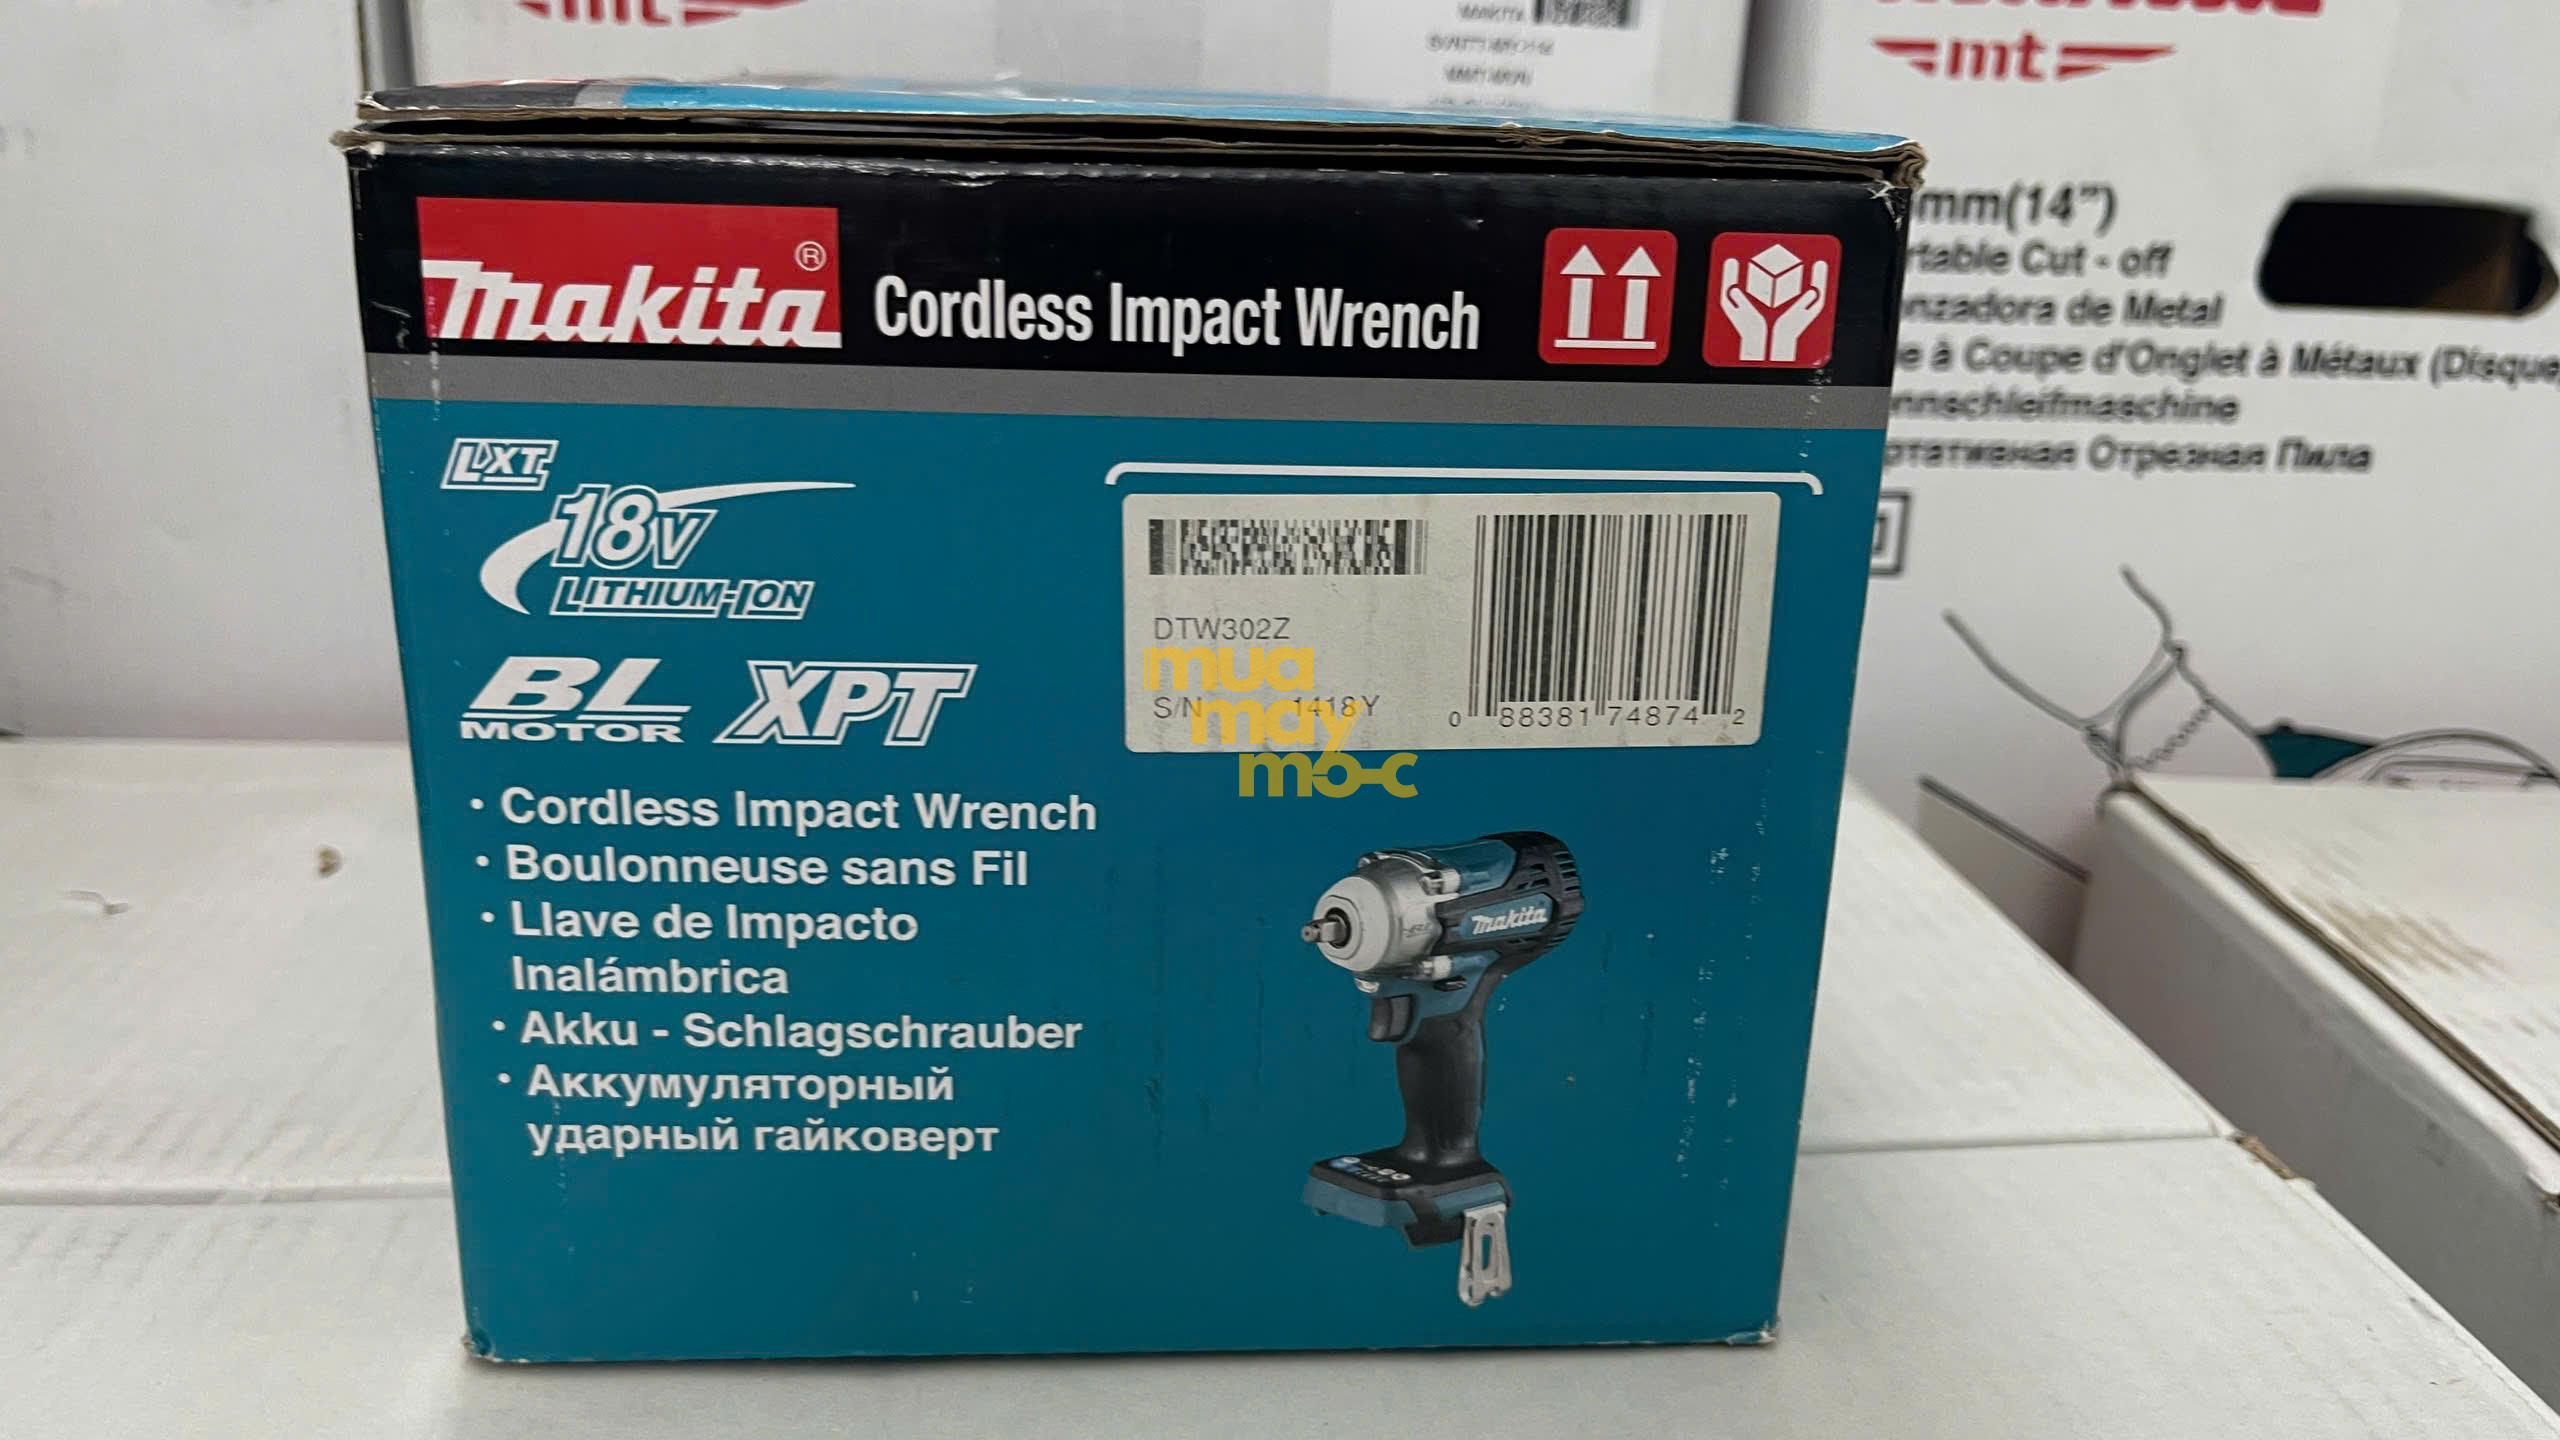 mt
MAKITA
mt
makita®
Cordless Impact Wrench
LXT
18V
LITHIUM-ION
BL
MOTOR
XPT
DTW302Z
S/N 1418Y
0 88381 74874 2
mua
may
mo-c
• Cordless Impact Wrench
• Boulonneuse sans Fil
• Llave de Impacto
Inalámbrica
• Akku - Schlagschrauber
• Аккумуляторный
ударный гайковерт
makita
mm(14")
rtable Cut - off
nzadora de Metal
e à Coupe d'Onglet à Métaux (Disque
nnschleifmaschine
ртативная Отрезная Пила